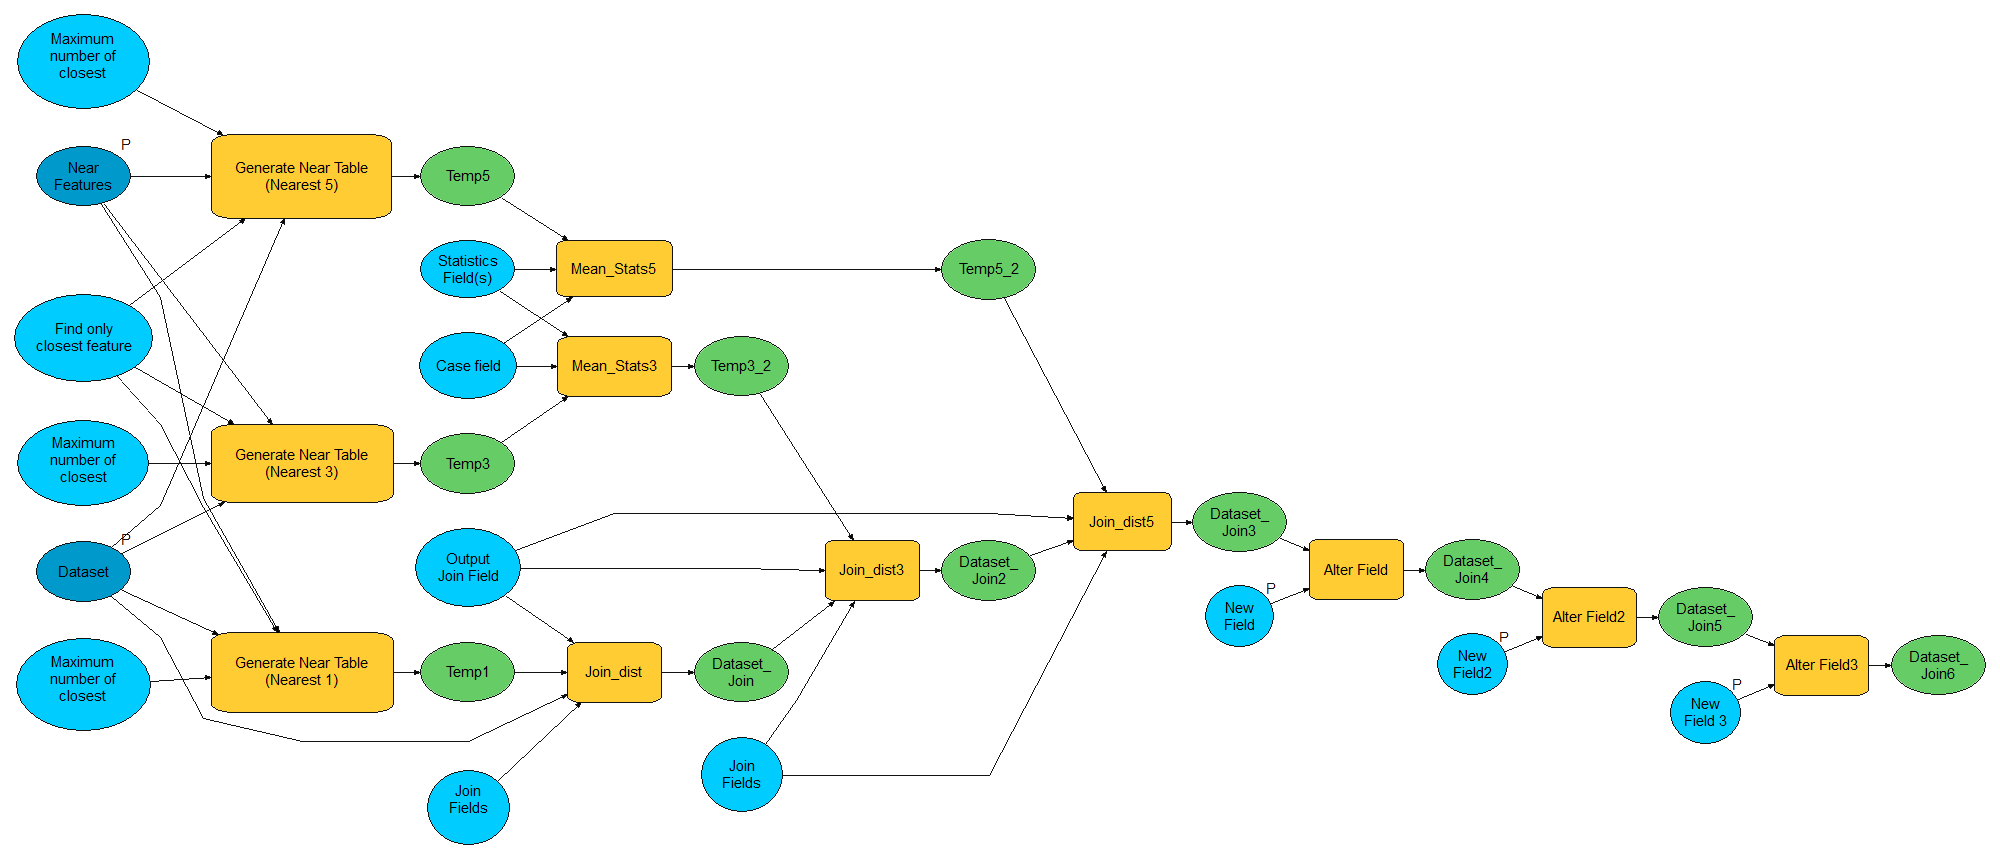 Maximum
number of
closest
P
Near
Features
Generate Near Table
(Nearest 5)
Temp5
Statistics
Field(s)
Mean_Stats5
Temp5_2
Find only
closest feature
Case field
Mean_Stats3
Temp3_2
Maximum
number of
closest
Generate Near Table
(Nearest 3)
Temp3
P
Dataset
Output
Join Field
Join_dist3
Dataset_
Join2
Join_dist5
Dataset_
Join3
Alter Field
Dataset_
Join4
P
New
Field
Alter Field2
Dataset_
Join5
P
New
Field2
Alter Field3
Dataset_
Join6
P
New
Field 3
Maximum
number of
closest
Generate Near Table
(Nearest 1)
Temp1
Join_dist
Dataset_
Join
Join
Fields
Join
Fields